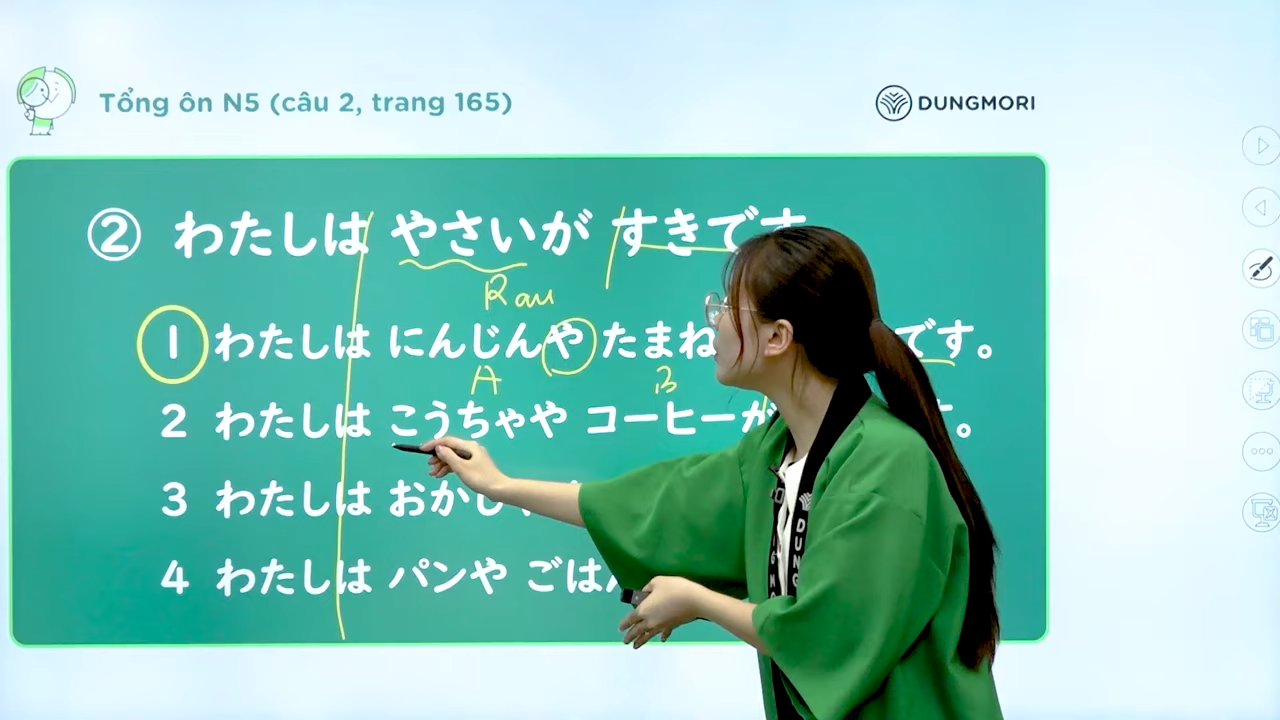 Tổng ôn N5 (câu 2, trang 165)
DUNGMORI
② わたしは やさいが すきです
Rau
1 わたしは にんじんや たまね です。
A B
2 わたしは こうちゃや コーヒーが す。
3 わたしは おかし
4 わたしは パンや ごはん
DUNG